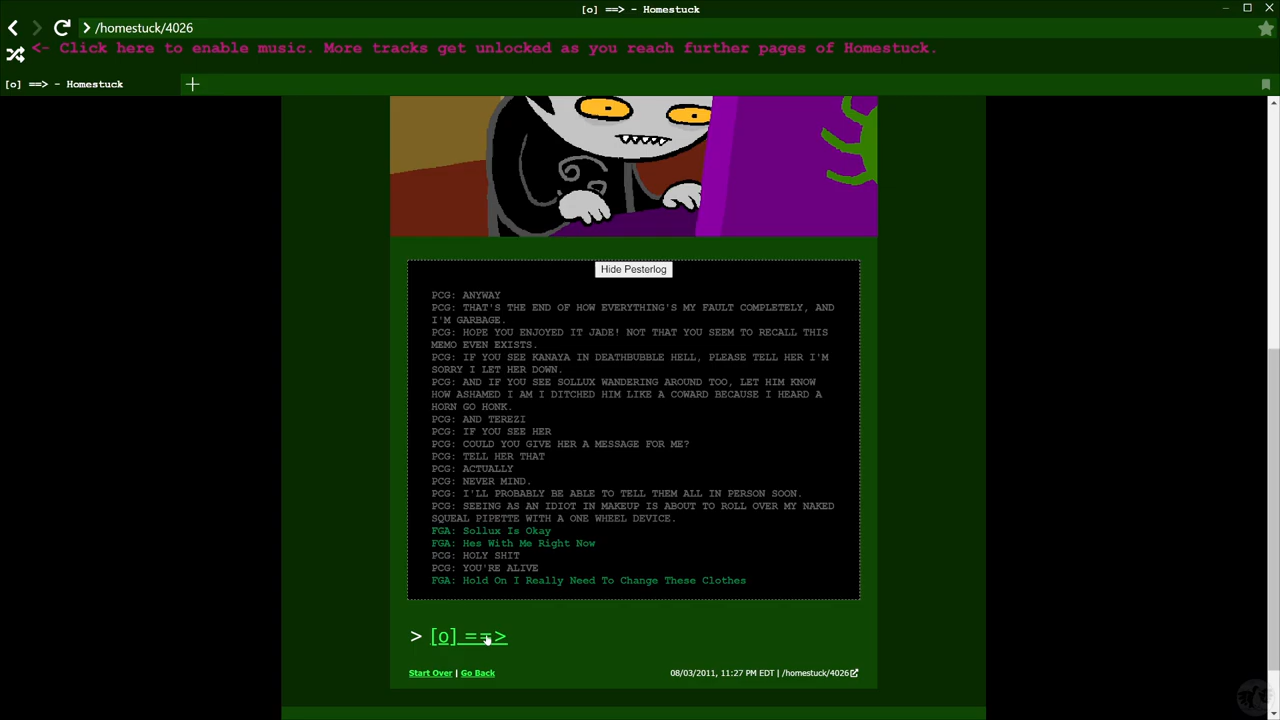 [o] ==> - Homestuck
/homestuck/4026
<- Click here to enable music. More tracks get unlocked as you reach further pages of Homestuck.
[o] ==> - Homestuck
Hide Pesterlog
PCG: ANYWAY
PCG: THAT'S THE END OF HOW EVERYTHING'S MY FAULT COMPLETELY, AND
I'M GARBAGE.
PCG: HOPE YOU ENJOYED IT JADE! NOT THAT YOU SEEM TO RECALL THIS
MEMO EVEN EXISTS.
PCG: IF YOU SEE KANAYA IN DEATHBUBBLE HELL, PLEASE TELL HER I'M
SORRY I LET HER DOWN.
PCG: AND IF YOU SEE SOLLUX WANDERING AROUND TOO, LET HIM KNOW
HOW ASHAMED I AM I DITCHED HIM LIKE A COWARD BECAUSE I HEARD A
HORN GO HONK.
PCG: AND TEREZI
PCG: IF YOU SEE HER
PCG: COULD YOU GIVE HER A MESSAGE FOR ME?
PCG: TELL HER THAT
PCG: ACTUALLY
PCG: NEVER MIND.
PCG: I'LL PROBABLY BE ABLE TO TELL THEM ALL IN PERSON SOON.
PCG: SEEING AS AN IDIOT IN MAKEUP IS ABOUT TO ROLL OVER MY NAKED
SQUEAL PIPETTE WITH A ONE WHEEL DEVICE.
FGA: Sollux Is Okay
FGA: Hes With Me Right Now
PCG: HOLY SHIT
PCG: YOU'RE ALIVE
FGA: Hold On I Really Need To Change These Clothes
> [o] ==>
Start Over | Go Back
08/03/2011, 11:27 PM EDT | /homestuck/4026